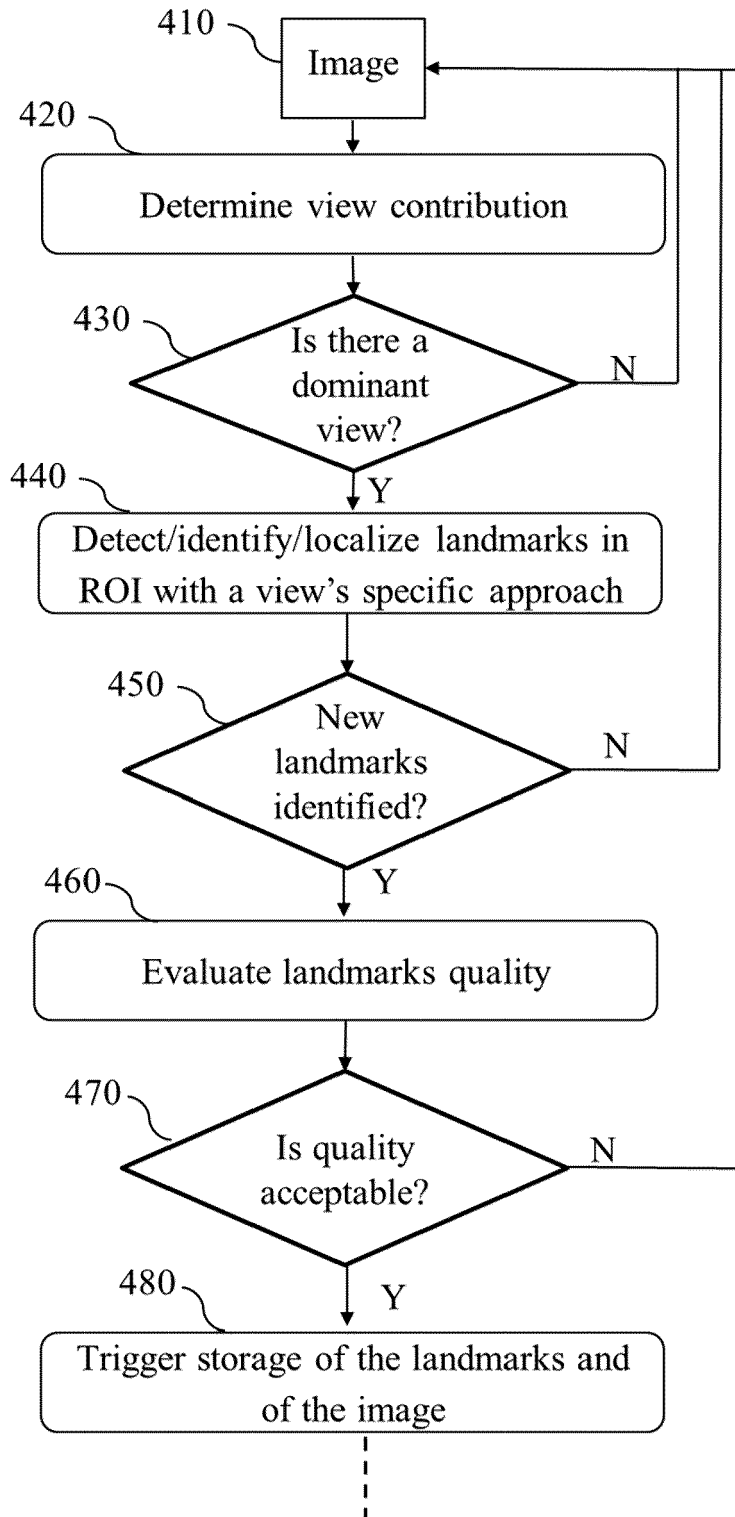 410
Image
420
Determine view contribution
430
Is there a
dominant
view?
N
Y
440
Detect/identify/localize landmarks in
ROI with a view’s specific approach
450
New
landmarks
identified?
N
Y
460
Evaluate landmarks quality
470
Is quality
acceptable?
N
Y
480
Trigger storage of the landmarks and
of the image